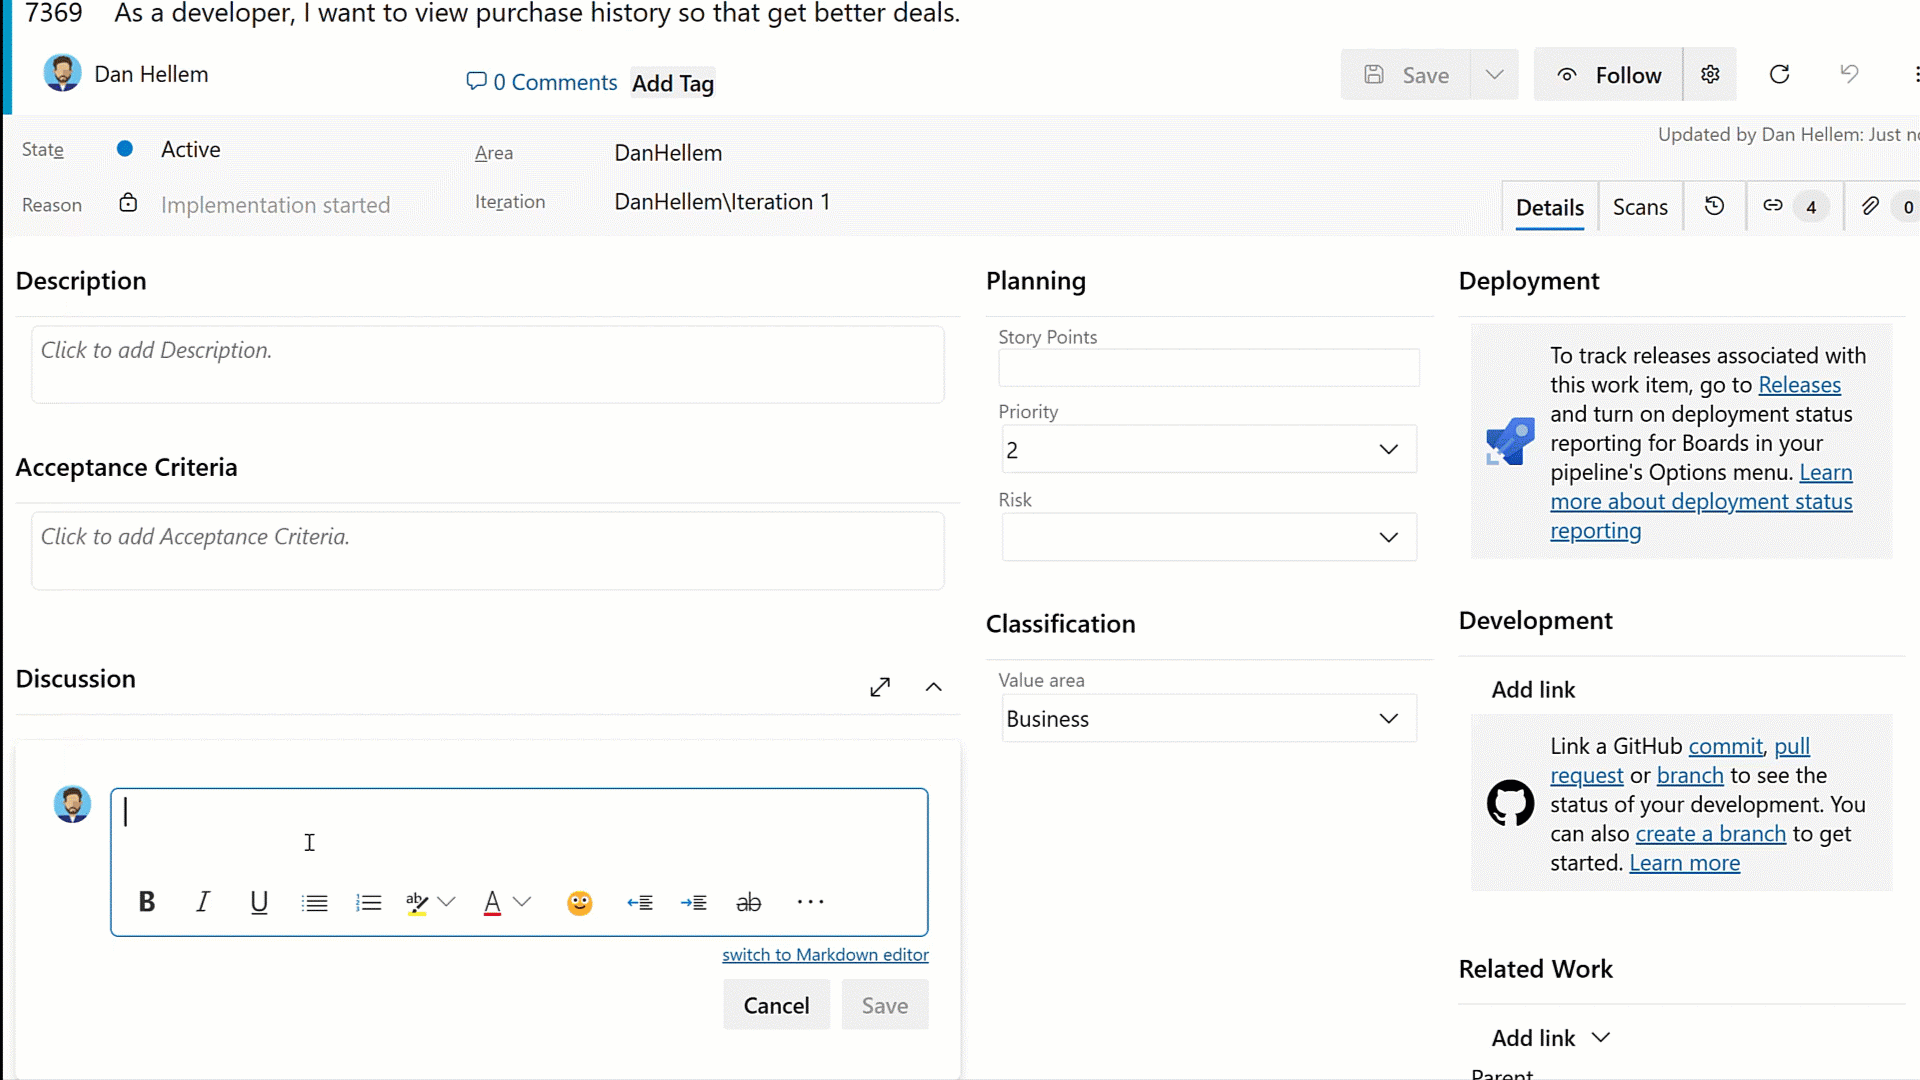 7369 As a developer, I want to view purchase history so that get better deals.
Dan Hellem
0 Comments
Add Tag
Save
Follow
State
Active
Area
DanHellem
Updated by Dan Hellem: Just
Reason
Implementation started
Iteration
DanHellem\Iteration 1
Details
Scans
4
0
Description
Click to add Description.
Acceptance Criteria
Click to add Acceptance Criteria.
Discussion
B I U
ab
A
ab
switch to Markdown editor
Cancel
Save
Planning
Story Points
Priority
2
Risk
Classification
Value area
Business
Deployment
To track releases associated with
this work item, go to Releases
and turn on deployment status
reporting for Boards in your
pipeline's Options menu. Learn
more about deployment status
reporting
Development
Add link
Link a GitHub commit, pull
request or branch to see the
status of your development. You
can also create a branch to get
started. Learn more
Related Work
Add link
Parent